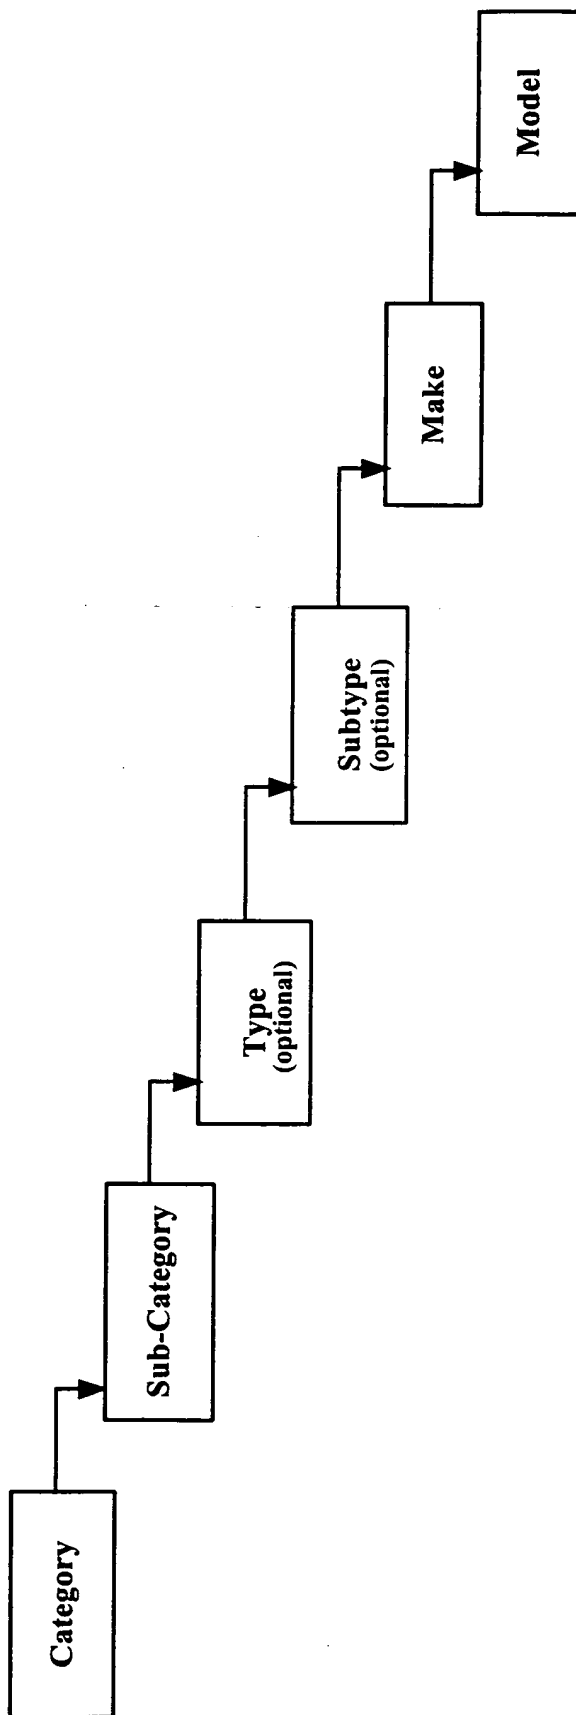 Category
Sub-Category
Type
(optional)
Subtype
(optional)
Make
Model